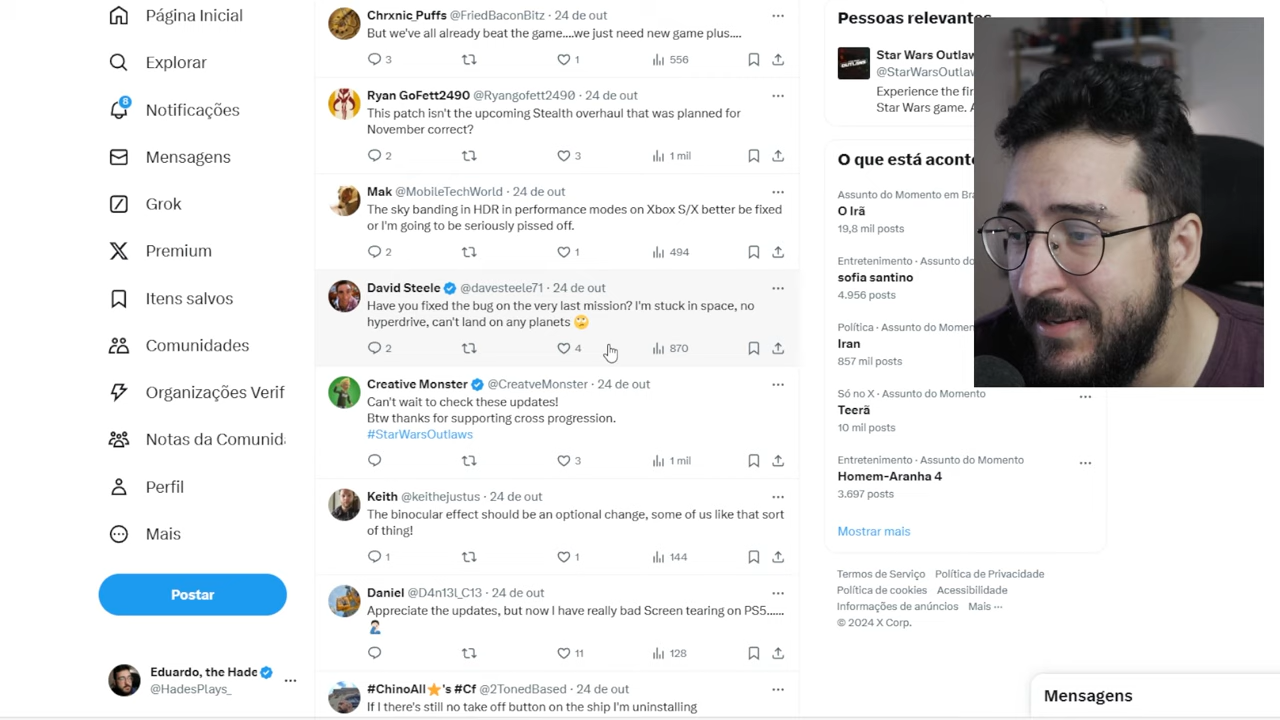 Página Inicial
Explorar
8
Notificações
Mensagens
Grok
Premium
Itens salvos
Comunidades
Organizações Verif
Notas da Comunid
Perfil
Mais
Postar
Eduardo, the Hade
@HadesPlays_
Chrxnic_Puffs @FriedBaconBitz · 24 de out
But we've all already beat the game....we just need new game plus....
3 1 556
Ryan GoFett2490 @Ryangofett2490 · 24 de out
This patch isn't the upcoming Stealth overhaul that was planned for
November correct?
2 3 1 mil
Mak @MobileTechWorld · 24 de out
The sky banding in HDR in performance modes on Xbox S/X better be fixed
or I'm going to be seriously pissed off.
2 1 494
David Steele @davesteele71 · 24 de out
Have you fixed the bug on the very last mission? I'm stuck in space, no
hyperdrive, can't land on any planets 🙄
2 4 870
Creative Monster @CreatveMonster · 24 de out
Can't wait to check these updates!
Btw thanks for supporting cross progression.
#StarWarsOutlaws
3 1 mil
Keith @keithejustus · 24 de out
The binocular effect should be an optional change, some of us like that sort
of thing!
1 1 144
Daniel @D4n13l_C13 · 24 de out
Appreciate the updates, but now I have really bad Screen tearing on PS5......
🤦🏻‍♂️
11 128
#ChinoAll⭐'s #Cf @2TonedBased · 24 de out
If I there's still no take off button on the ship I'm uninstalling
Pessoas relevantes
Star Wars Outlaw
@StarWarsOutlaw
Experience the fir
Star Wars game. A
O que está aconte
Assunto do Momento em Bra
O Irã
19,8 mil posts
Entretenimento · Assunto do
sofia santino
4.956 posts
Política · Assunto do Momen
Iran
857 mil posts
Só no X · Assunto do Momento
Teerã
10 mil posts
Entretenimento · Assunto do Momento
Homem-Aranha 4
3.697 posts
Mostrar mais
Termos de Serviço Política de Privacidade
Política de cookies Acessibilidade
Informações de anúncios Mais ···
© 2024 X Corp.
Mensagens